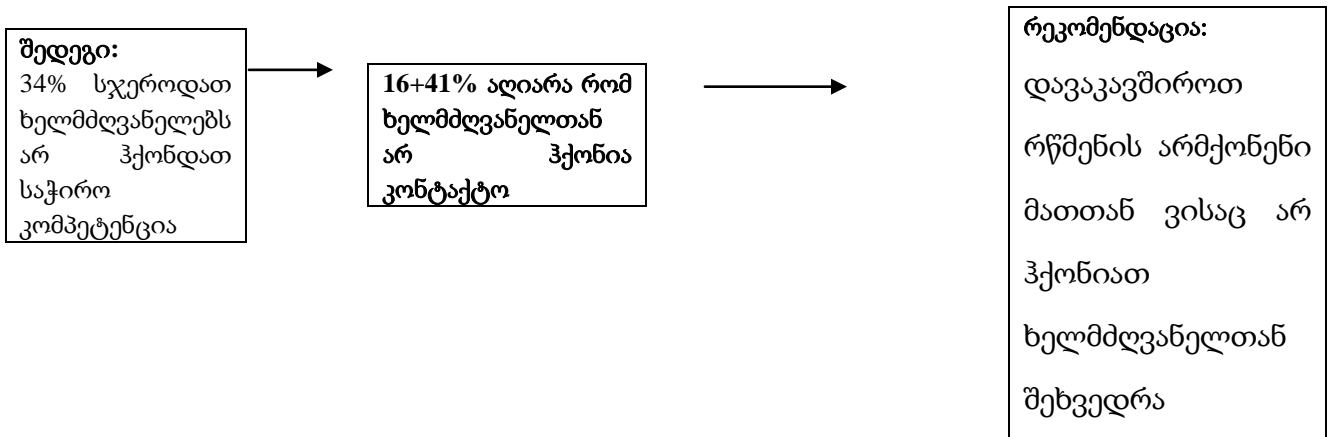 შედეგი:
34% სჯეროდათ
ხელმძღვანელებს
არ ჰქონდათ
საჭირო
კომპეტენცია
16+41% აღიარა რომ
ხელმძღვანელთან
არ ჰქონია
კონტაქტო
რეკომენდაცია:
დავაკავშიროთ
რწმენის არმქონენი
მათთან ვისაც არ
ჰქონიათ
ხელმძღვანელთან
შეხვედრა